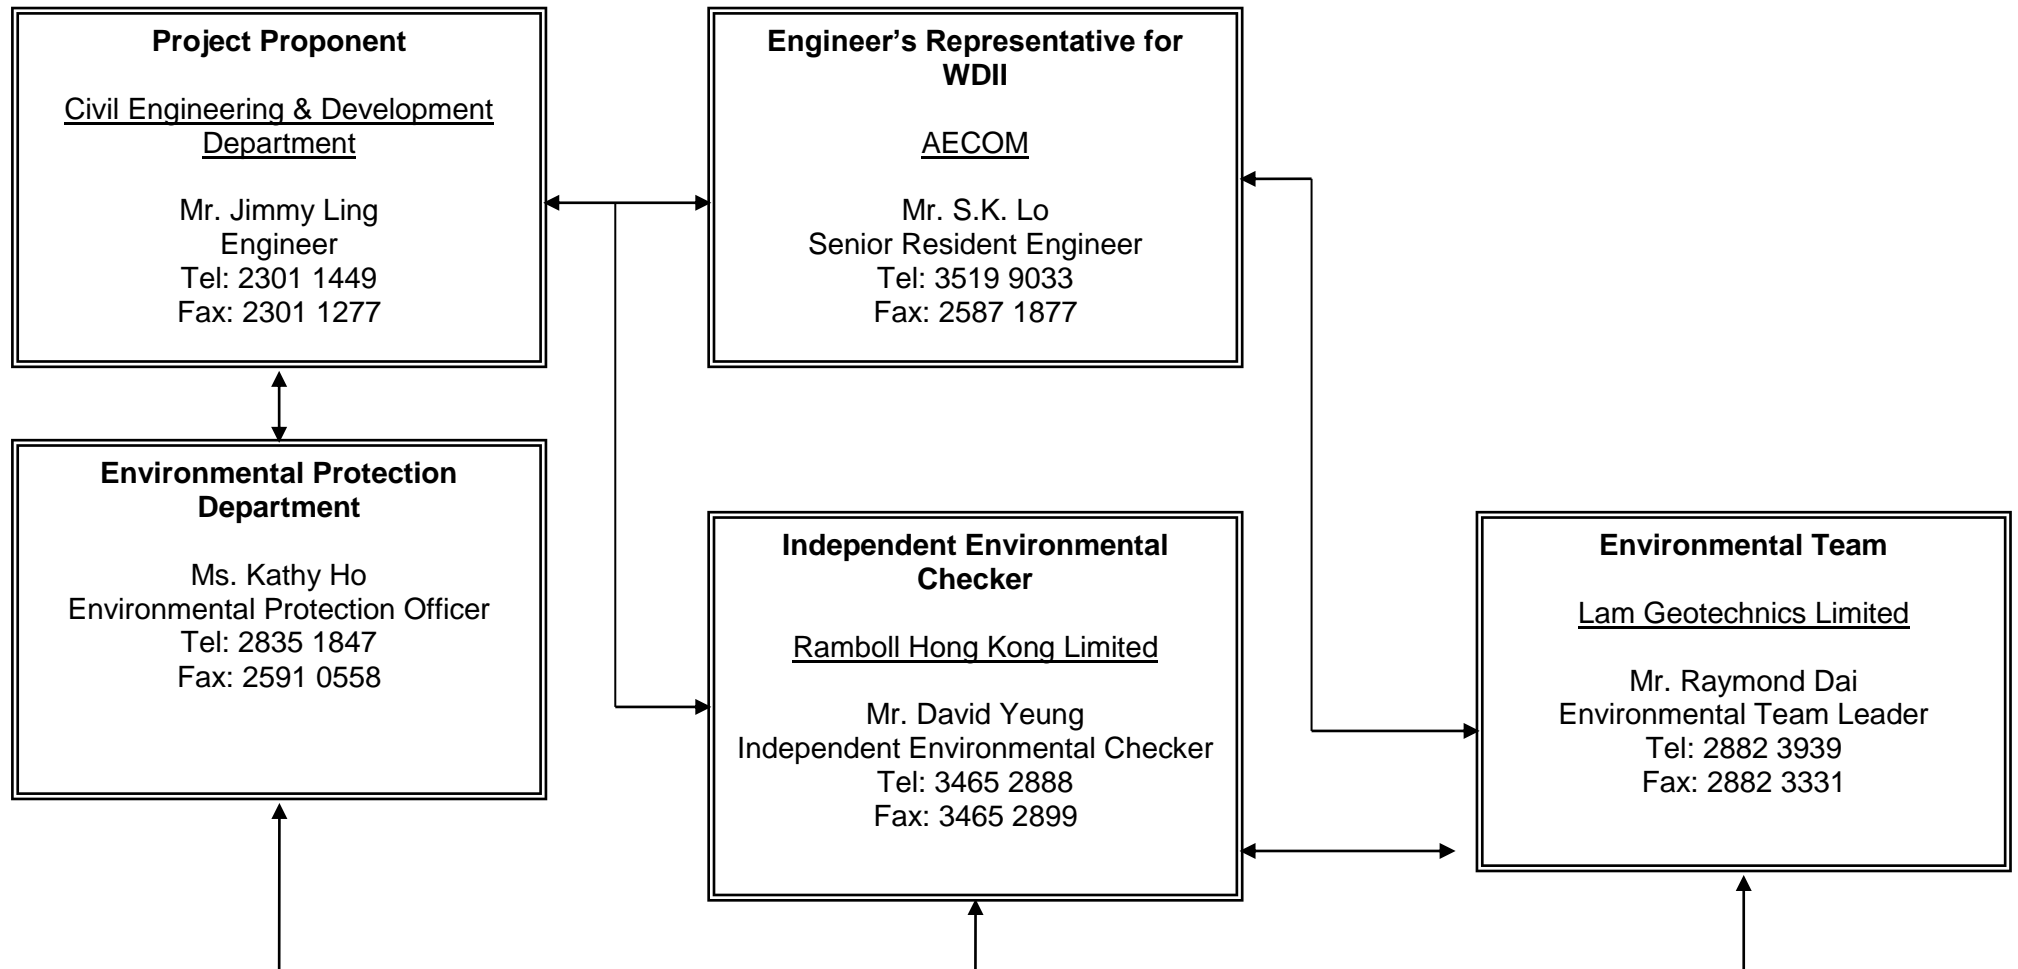 Project Proponent
Civil Engineering & Development
Department
Mr. Jimmy Ling
Engineer
Tel: 2301 1449
Fax: 2301 1277
Engineer’s Representative for
WDII
AECOM
Mr. S.K. Lo
Senior Resident Engineer
Tel: 3519 9033
Fax: 2587 1877
Environmental Protection
Department
Ms. Kathy Ho
Environmental Protection Officer
Tel: 2835 1847
Fax: 2591 0558
Independent Environmental
Checker
Ramboll Hong Kong Limited
Mr. David Yeung
Independent Environmental Checker
Tel: 3465 2888
Fax: 3465 2899
Environmental Team
Lam Geotechnics Limited
Mr. Raymond Dai
Environmental Team Leader
Tel: 2882 3939
Fax: 2882 3331